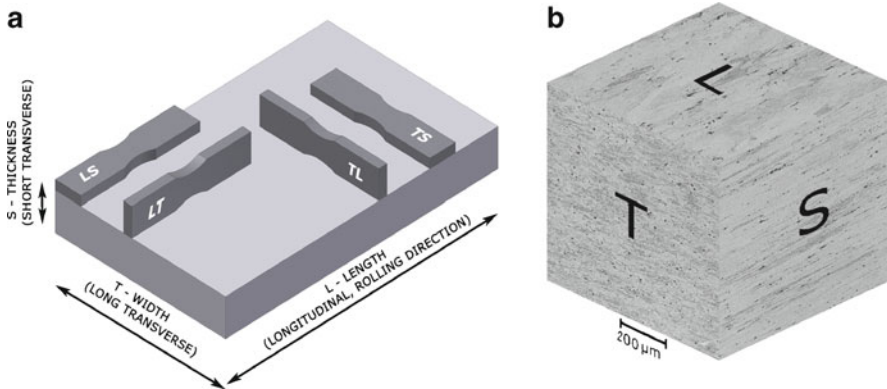 a
b
S - THICKNESS
(SHORT TRANSVERSE)
LS
LT
TL
TS
T - WIDTH
(LONG TRANSVERSE)
L - LENGTH
(LONGITUDINAL, ROLLING DIRECTION)
L
T
S
200 µm